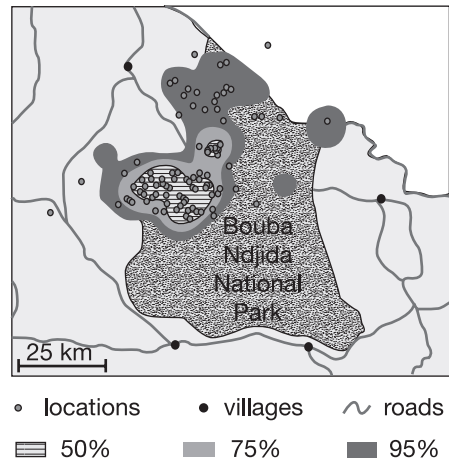 Bouba
Ndjida
National
Park
25 km
locations villages roads
50% 75% 95%